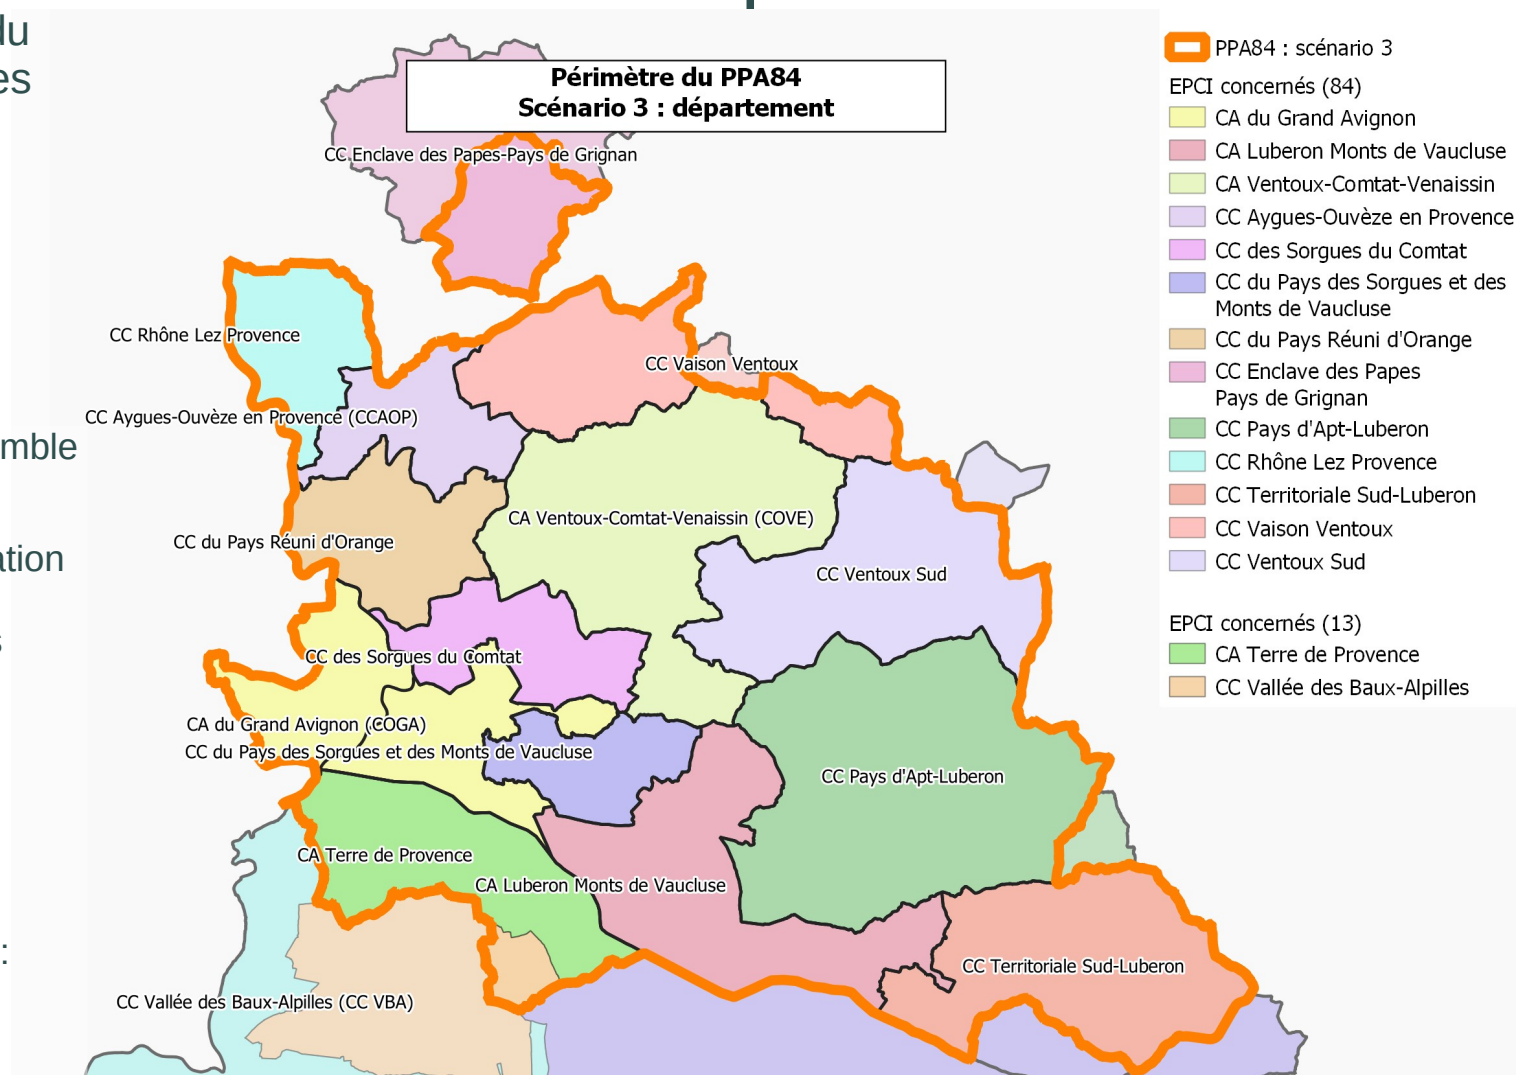 du
es
mble
ation
s
:
Périmètre du PPA84
Scénario 3 : département
CC Enclave des Papes-Pays de Grignan
CC Rhône Lez Provence
CC Vaison Ventoux
CC Aygues-Ouvèze en Provence (CCAOP)
CA Ventoux-Comtat-Venaissin (COVE)
CC du Pays Réuni d'Orange
CC Ventoux Sud
CC des Sorgues du Comtat
CA du Grand Avignon (COGA)
CC du Pays des Sorgues et des Monts de Vaucluse
CC Pays d'Apt-Luberon
CA Terre de Provence
CA Luberon Monts de Vaucluse
CC Territoriale Sud-Luberon
CC Vallée des Baux-Alpilles (CC VBA)
PPA84 : scénario 3
EPCI concernés (84)
CA du Grand Avignon
CA Luberon Monts de Vaucluse
CA Ventoux-Comtat-Venaissin
CC Aygues-Ouvèze en Provence
CC des Sorgues du Comtat
CC du Pays des Sorgues et des
Monts de Vaucluse
CC du Pays Réuni d'Orange
CC Enclave des Papes
Pays de Grignan
CC Pays d'Apt-Luberon
CC Rhône Lez Provence
CC Territoriale Sud-Luberon
CC Vaison Ventoux
CC Ventoux Sud
EPCI concernés (13)
CA Terre de Provence
CC Vallée des Baux-Alpilles